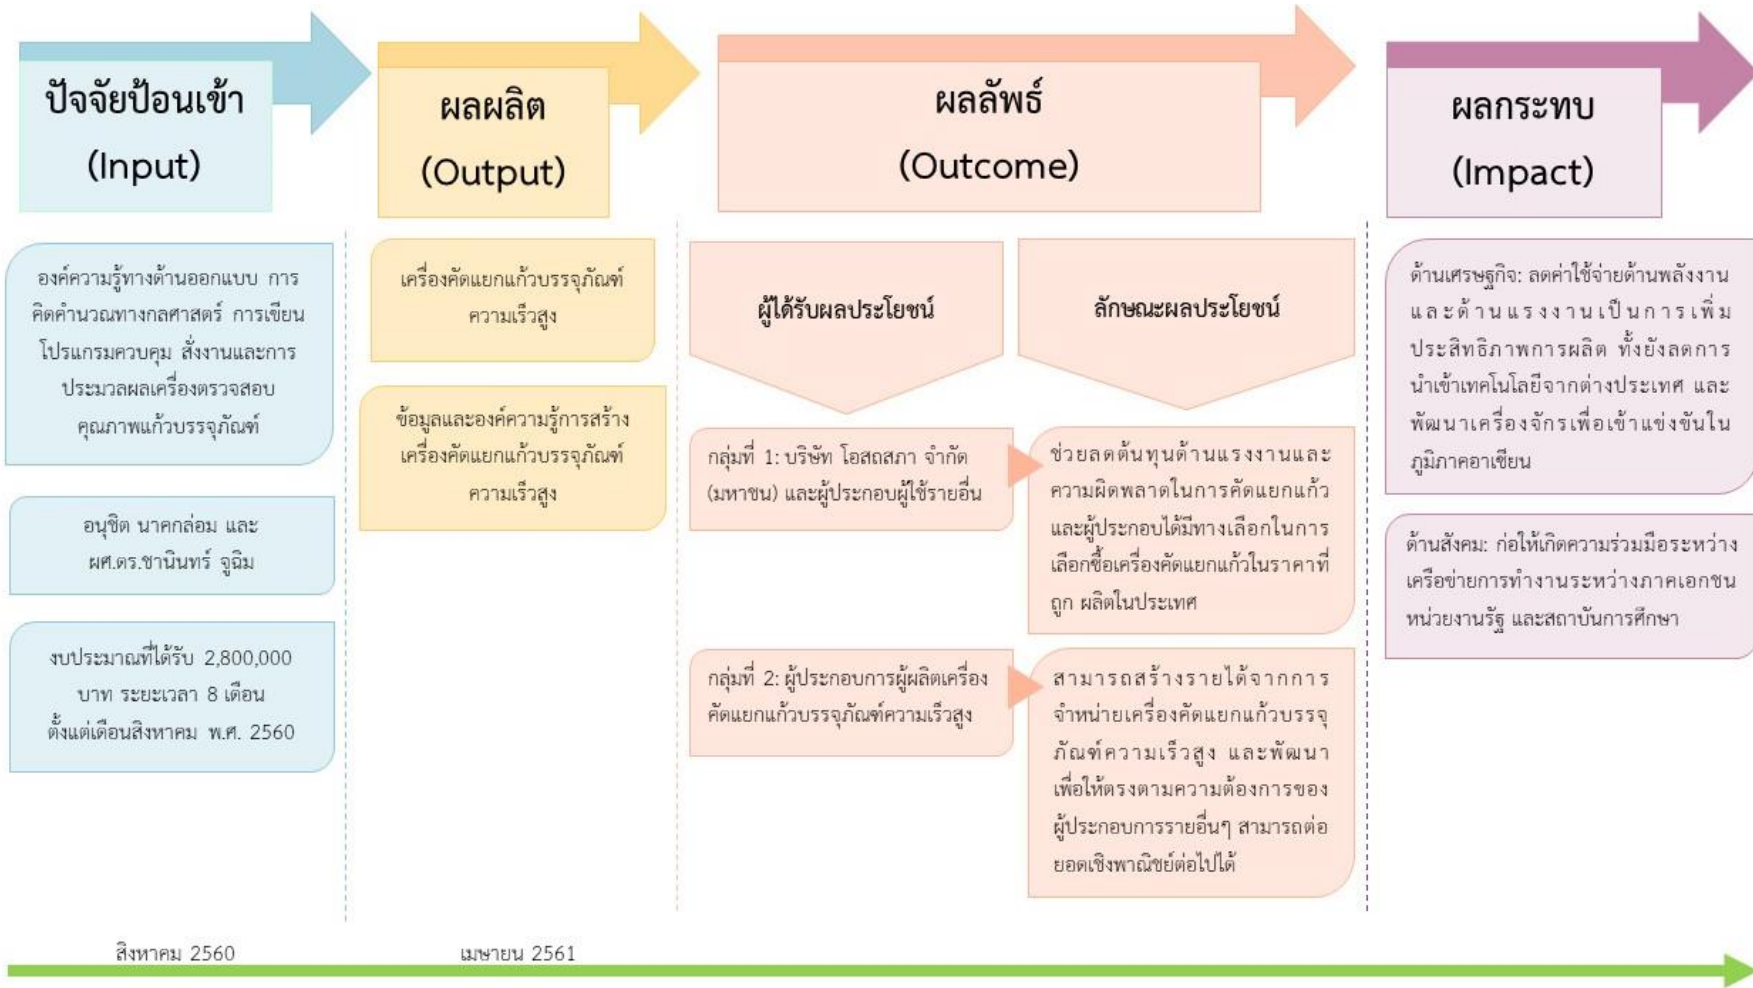 ปัจจัยป้อนเข้า
(Input)
ผลผลิต
(Output)
ผลลัพธ์
(Outcome)
ผลกระทบ
(Impact)
องค์ความรู้ทางด้านออกแบบ การ
คิดคำนวณทางกลศาสตร์ การเขียน
โปรแกรมควบคุม สั่งงานและการ
ประมวลผลเครื่องตรวจสอบ
คุณภาพแก้วบรรจุภัณฑ์
อนุชิต นาคกล่อม และ
ผศ.ดร.ชานินทร์ จูฉิม
งบประมาณที่ได้รับ 2,800,000
บาท ระยะเวลา 8 เดือน
ตั้งแต่เดือนสิงหาคม พ.ศ. 2560
เครื่องคัดแยกแก้วบรรจุภัณฑ์
ความเร็วสูง
ข้อมูลและองค์ความรู้การสร้าง
เครื่องคัดแยกแก้วบรรจุภัณฑ์
ความเร็วสูง
ผู้ได้รับผลประโยชน์
ลักษณะผลประโยชน์
กลุ่มที่ 1: บริษัท โอสถสภา จำกัด
(มหาชน) และผู้ประกอบผู้ใช้รายอื่น
ช่วยลดต้นทุนด้านแรงงานและ
ความผิดพลาดในการคัดแยกแก้ว
และผู้ประกอบได้มีทางเลือกในการ
เลือกซื้อเครื่องคัดแยกแก้วในราคาที่
ถูก ผลิตในประเทศ
กลุ่มที่ 2: ผู้ประกอบการผู้ผลิตเครื่อง
คัดแยกแก้วบรรจุภัณฑ์ความเร็วสูง
สามารถสร้างรายได้จากการ
จำหน่ายเครื่องคัดแยกแก้วบรรจุ
ภัณฑ์ความเร็วสูง และพัฒนา
เพื่อให้ตรงตามความต้องการของ
ผู้ประกอบการรายอื่นๆ สามารถต่อ
ยอดเชิงพาณิชย์ต่อไปได้
ด้านเศรษฐกิจ: ลดค่าใช้จ่ายด้านพลังงาน
และด้านแรงงานเป็นการเพิ่ม
ประสิทธิภาพการผลิต ทั้งยังลดการ
นำเข้าเทคโนโลยีจากต่างประเทศ และ
พัฒนาเครื่องจักรเพื่อเข้าแข่งขันใน
ภูมิภาคอาเซียน
ด้านสังคม: ก่อให้เกิดความร่วมมือระหว่าง
เครือข่ายการทำงานระหว่างภาคเอกชน
หน่วยงานรัฐ และสถาบันการศึกษา
สิงหาคม 2560
เมษายน 2561